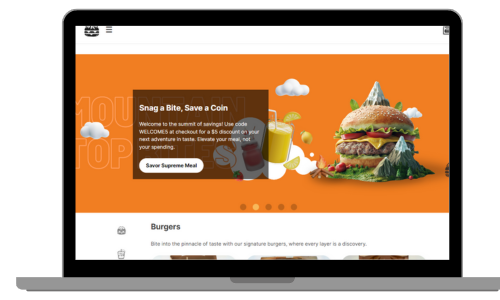 Snag a Bite, Save a Coin
Welcome to the summit of savings! Use code
WELCOME5 at checkout for a $5 discount on your
next adventure in taste. Elevate your meal, not
your spending.
Savor Supreme Meal
TOP
Burgers
Bite into the pinnacle of taste with our signature burgers, where every layer is a discovery.